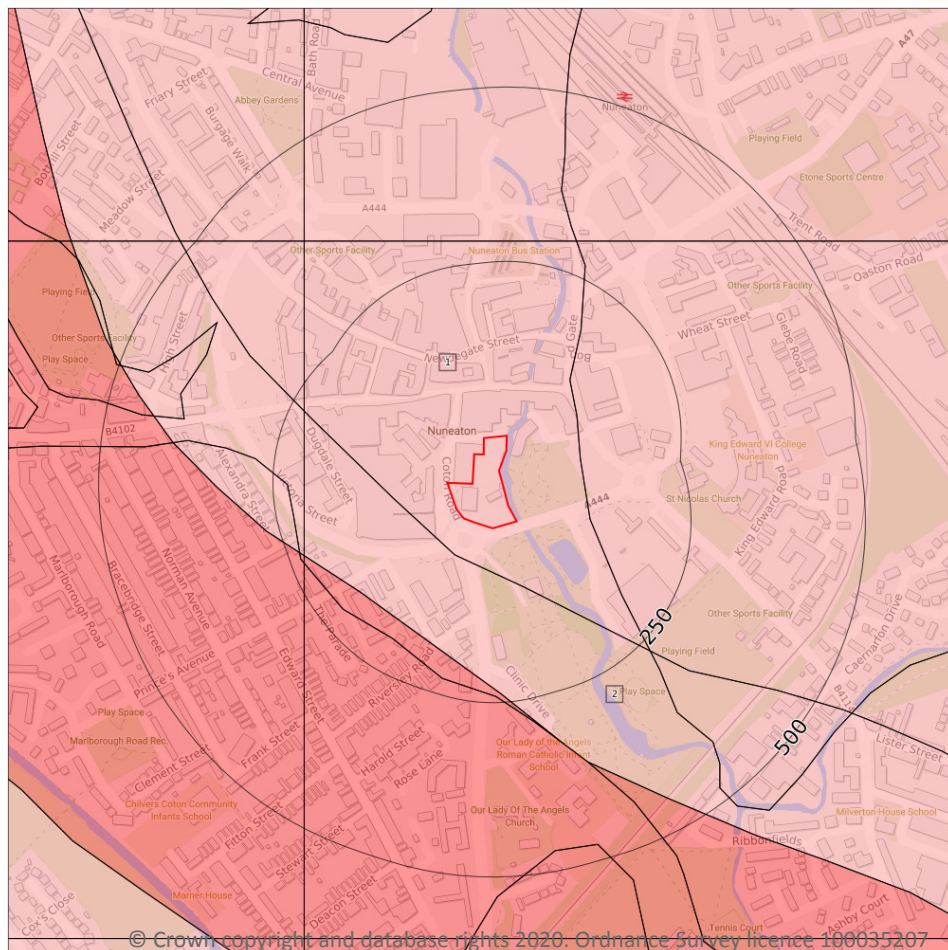 Bath Road
A47
Central Avenue
Friary Street
Abbey Gardens
Nuneaton
Burgage Walk
Playing Field
Etone Sports Centre
Meadow Street
A444
Trent Road
Other Sports Facility
Nuneaton Bus Station
Oaston Road
Playing Field
Other Sports Facility
High Street
Wheat Street
Glebe Road
Bond Gate
Other Sports Facility
Newdegate Street
Play Space
1
B4102
Nuneaton
King Edward VI College
Nuneaton
Dugdale Street
Coton Road
Alexandra Street
Victoria Street
A444
St Nicolas Church
King Edward Road
Marlborough Road
Bracebridge Street
Norman Avenue
The Parade
250
Other Sports Facility
Caernarfon Drive
Playing Field
Prince's Avenue
Edward Street
Riversley Road
Clinic Drive
2
Play Space
B4114
Play Space
Marlborough Road Rec.
Frank Street
Harold Street
Our Lady of the Angels
Roman Catholic Infant
School
500
Lister Street
Clement Street
Rose Lane
Chilvers Coton Community
Infants School
Our Lady Of The Angels
Church
Milverton House School
Fitton Street
Stewart Street
Ribbonfields
Marner House
Deacon Street
Cox's Close
Tennis Court
Ashby Court
© Crown copyright and database rights 2020. Ordnance Survey licence 100035207